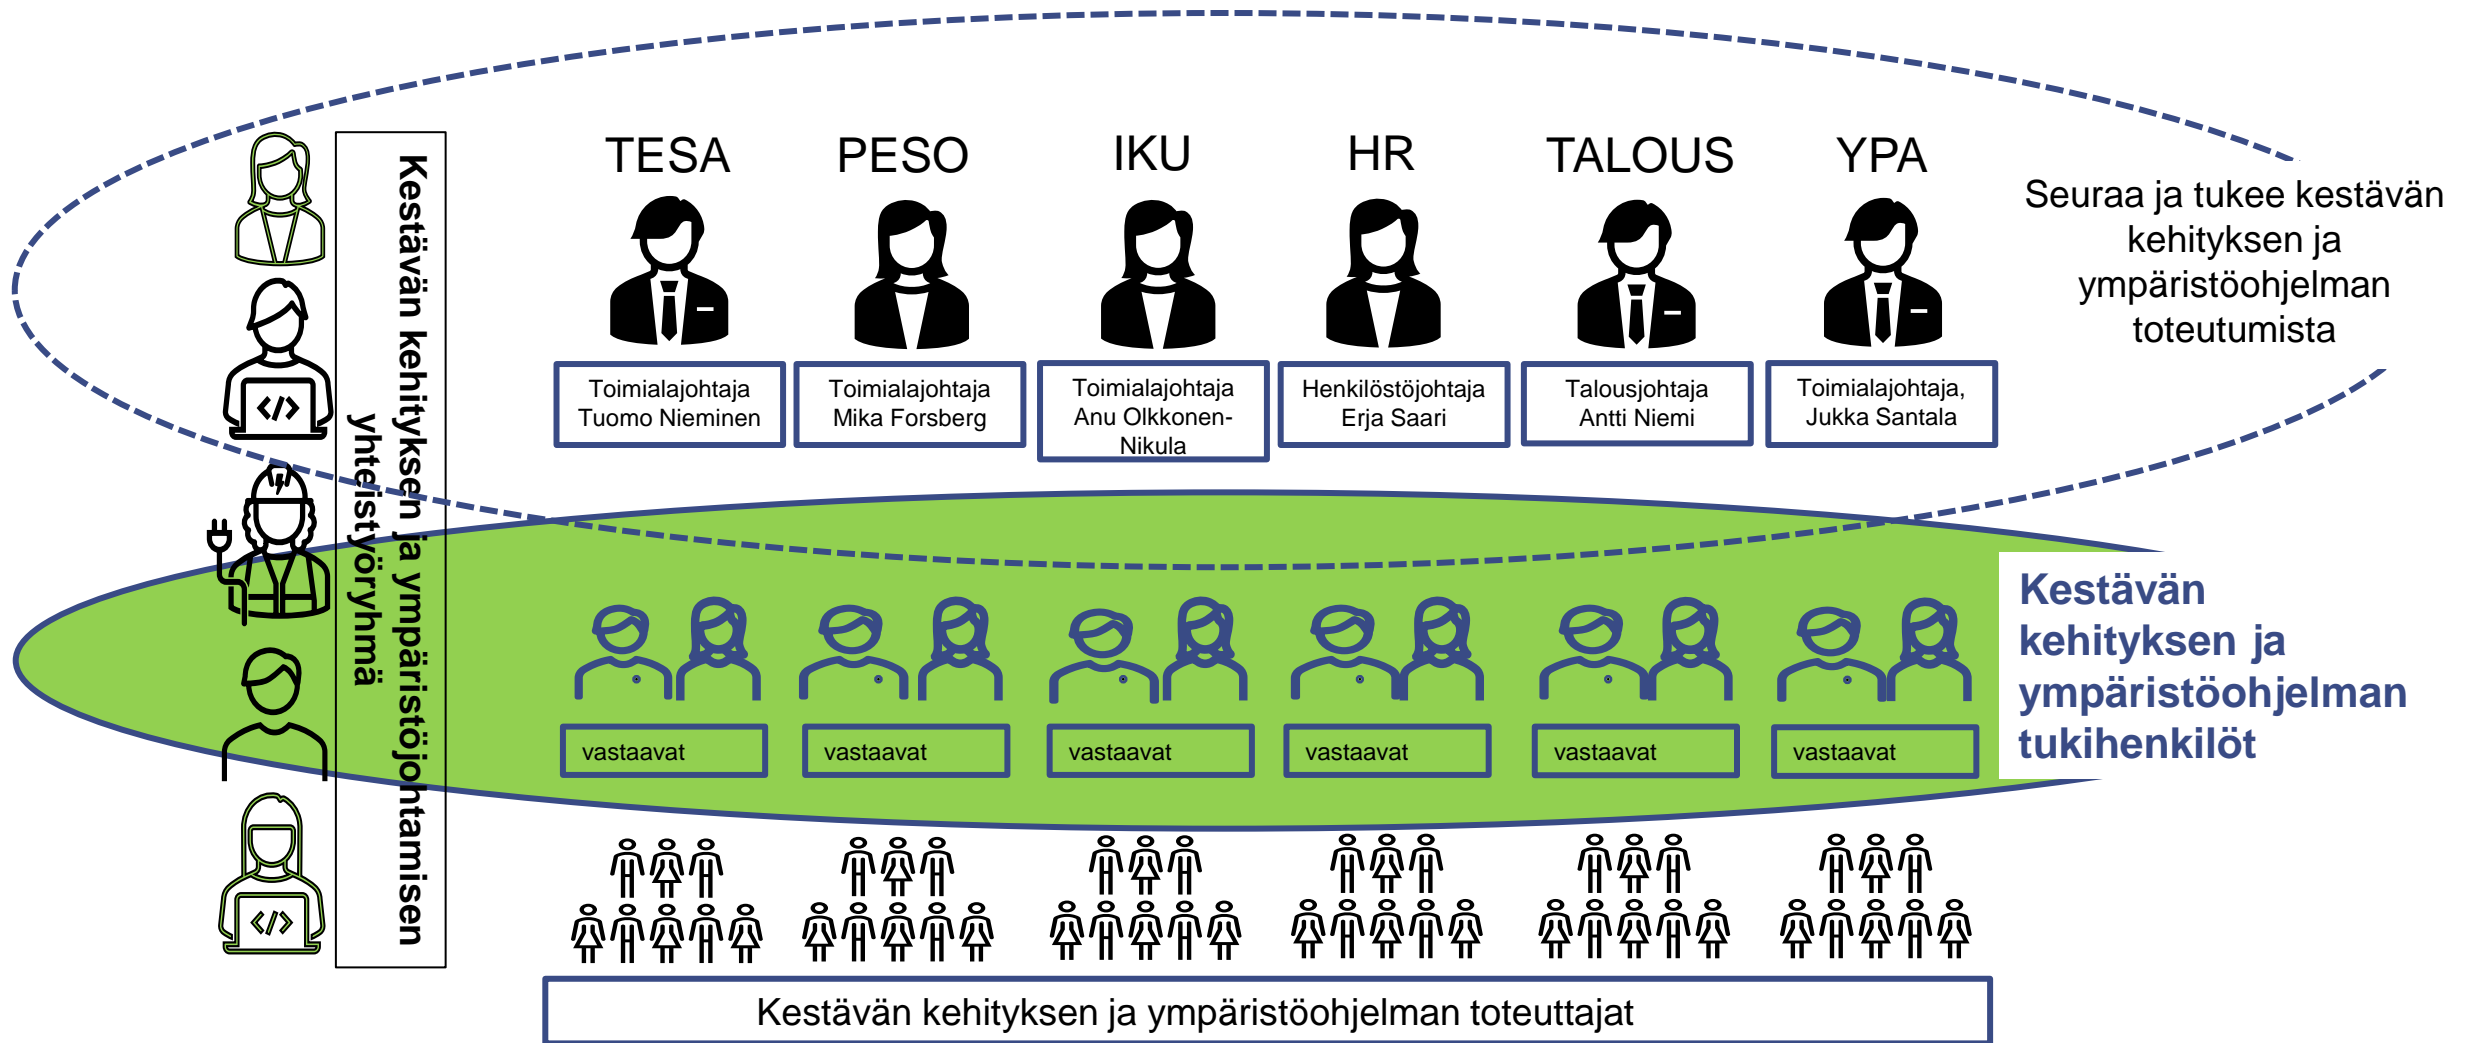 Kestävän kehityksen ja ympäristöjohtamisen
yhteistyöryhmä
TESA
PESO
IKU
HR
TALOUS
YPA
Toimialajohtaja
Tuomo Nieminen
Toimialajohtaja
Mika Forsberg
Toimialajohtaja
Anu Olkkonen-
Nikula
Henkilöstöjohtaja
Erja Saari
Talousjohtaja
Antti Niemi
Toimialajohtaja,
Jukka Santala
Seuraa ja tukee kestävän
kehityksen ja
ympäristöohjelman
toteutumista
vastaavat
vastaavat
vastaavat
vastaavat
vastaavat
vastaavat
Kestävän
kehityksen ja
ympäristöohjelman
tukihenkilöt
Kestävän kehityksen ja ympäristöohjelman toteuttajat